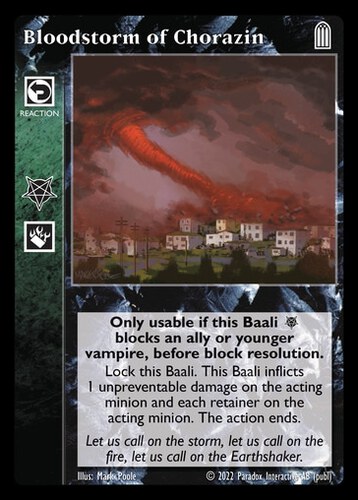 Bloodstorm of Chorazin
REACTION
Only usable if this Baali
blocks an ally or younger
vampire, before block resolution.
Lock this Baali. This Baali inflicts
1 unpreventable damage on the acting
minion and each retainer on the
acting minion. The action ends.
Let us call on the storm, let us call on the
fire, let us call on the Earthshaker.
Illus: Mark Poole © 2022 Paradox Interactive AB (publ)